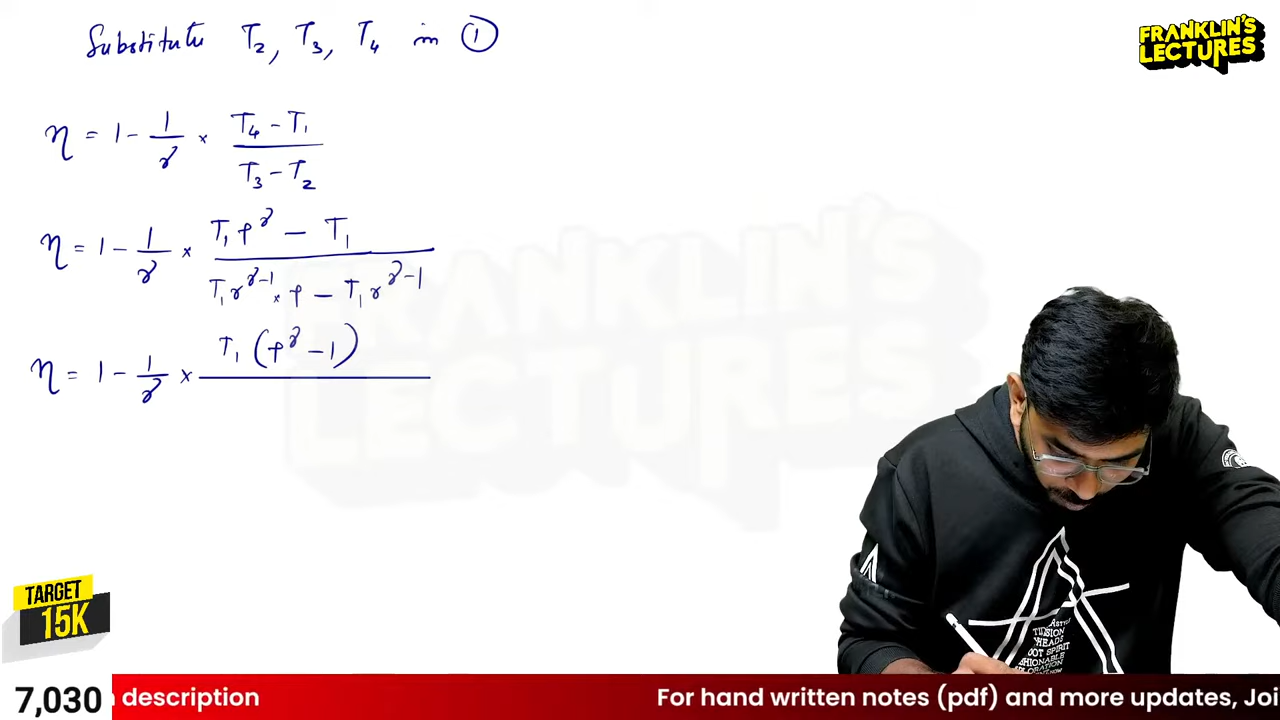 Substitute T₂, T₃, T₄ in ①
FRANKLIN'S
LECTURES
η = 1 - 1/γ × (T₄ - T₁)/(T₃ - T₂)
η = 1 - 1/γ × (T₁ρ^γ - T₁)/(T₁r^(γ-1) × ρ - T₁r^(γ-1))
η = 1 - 1/γ × T₁(ρ^γ - 1)
FRANKLIN'S
LECTURES
TARGET
15K
7,030
description
For hand written notes (pdf) and more updates, Joi